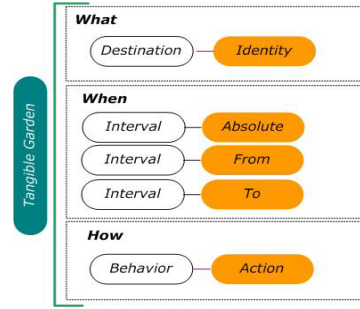 Tangible Garden
What
Destination Identity
When
Interval Absolute
Interval From
Interval To
How
Behavior Action